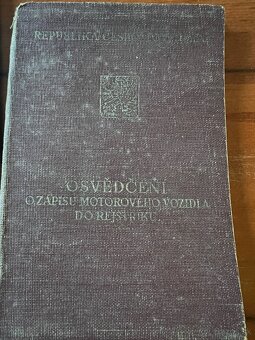 REPUBLIKA ČESKOSLOVENSKÁ
OSVĚDČENÍ
O ZÁPISU MOTOROVÉHO VOZIDLA
DO REJSTŘÍKU